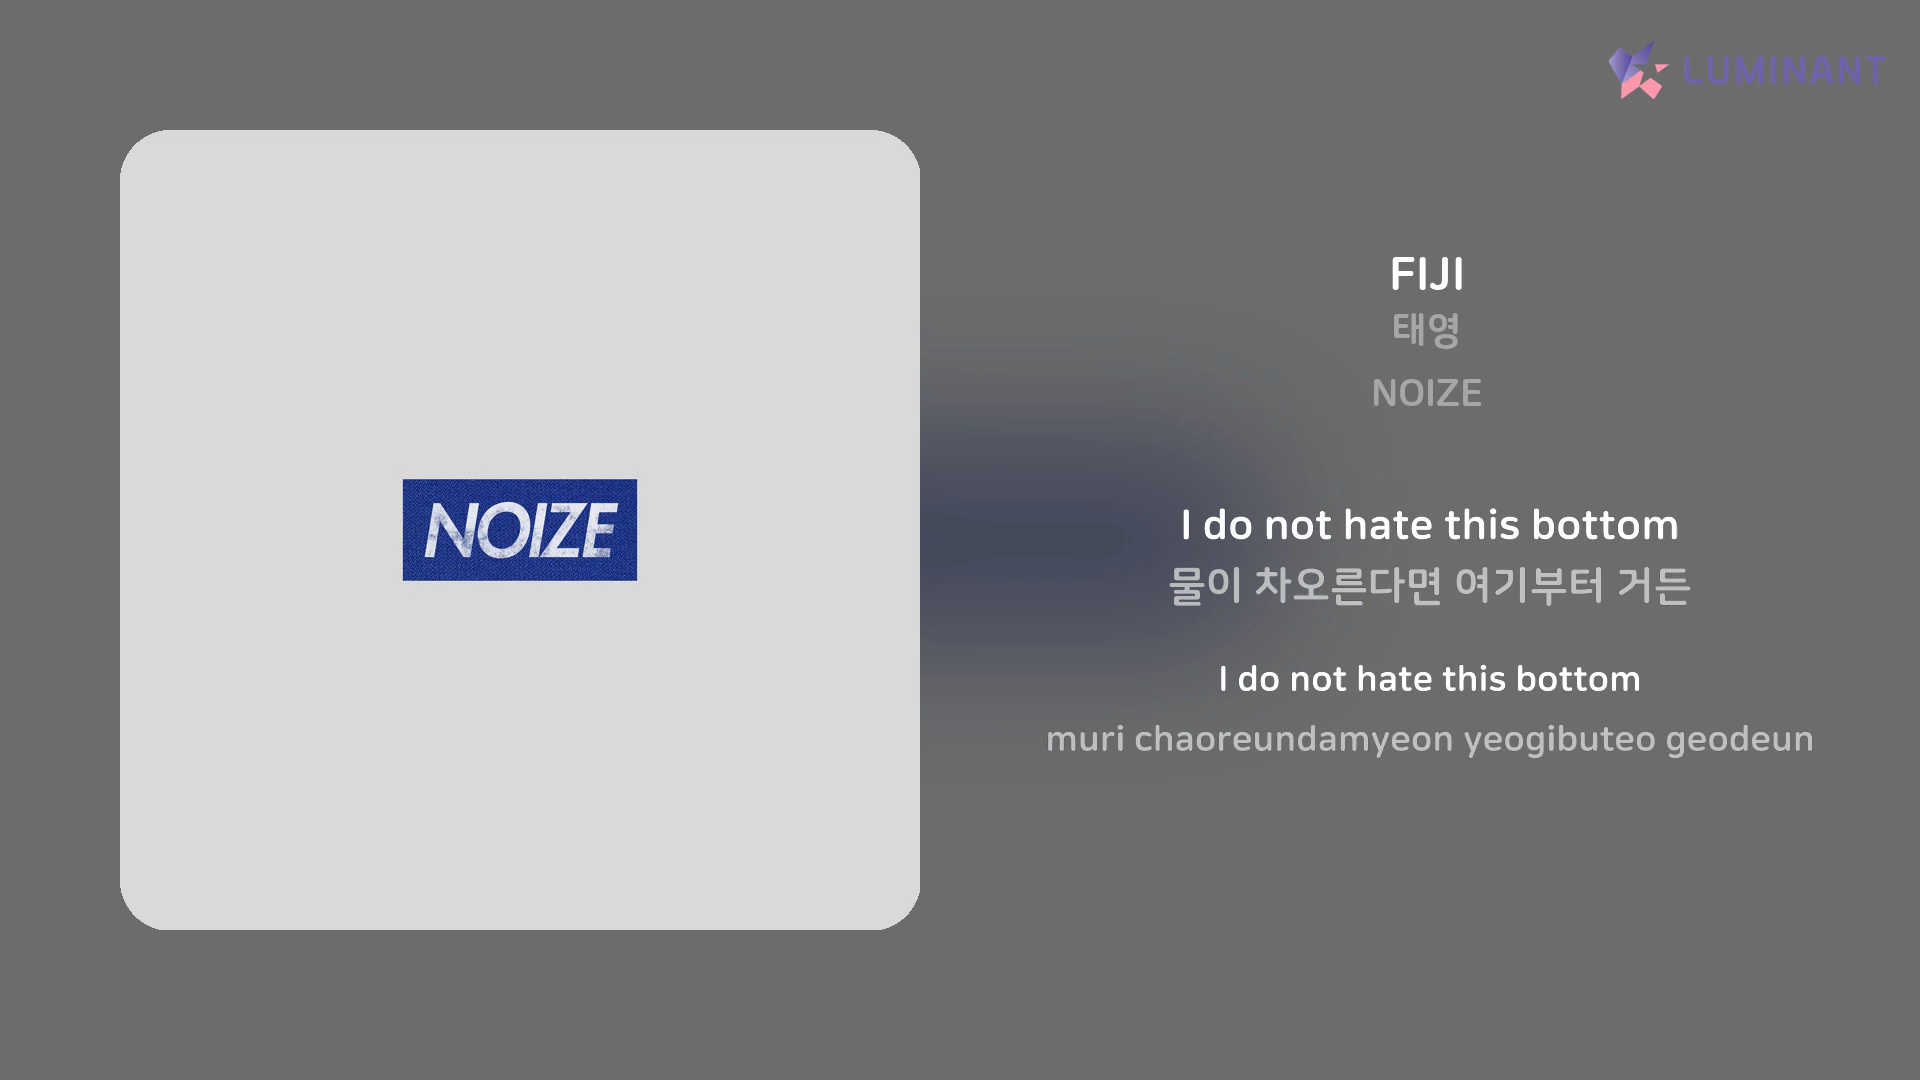 LUMINANT
NOIZE
FIJI
태영
NOIZE
I do not hate this bottom
물이 차오른다면 여기부터 거든
I do not hate this bottom
muri chaoreundamyeon yeogibuteo geodeun